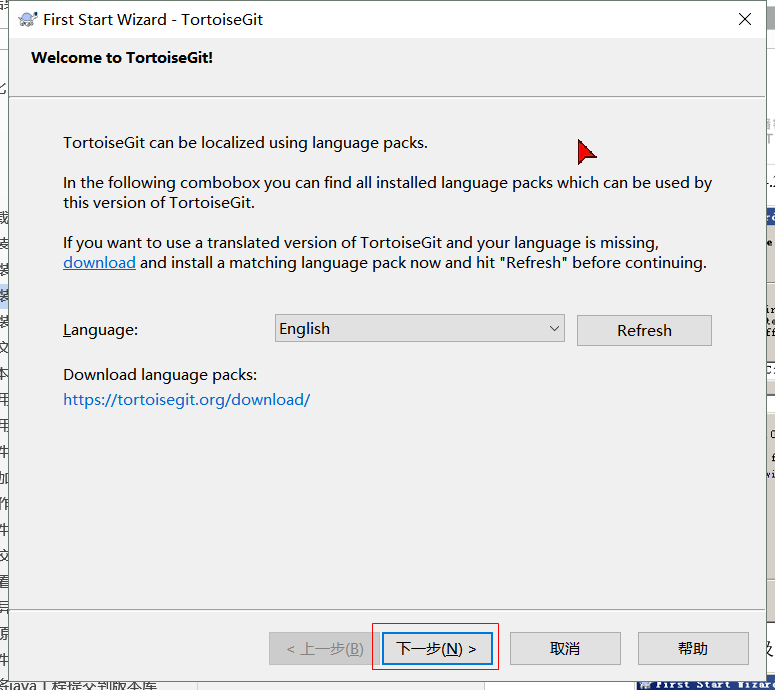 First Start Wizard - TortoiseGit
Welcome to TortoiseGit!
TortoiseGit can be localized using language packs.
In the following combobox you can find all installed language packs which can be used by
this version of TortoiseGit.
If you want to use a translated version of TortoiseGit and your language is missing,
download and install a matching language pack now and hit "Refresh" before continuing.
Language:
English
Refresh
Download language packs:
https://tortoisegit.org/download/
< 上一步(B)
下一步(N) >
取消
帮助
First Start Wizard